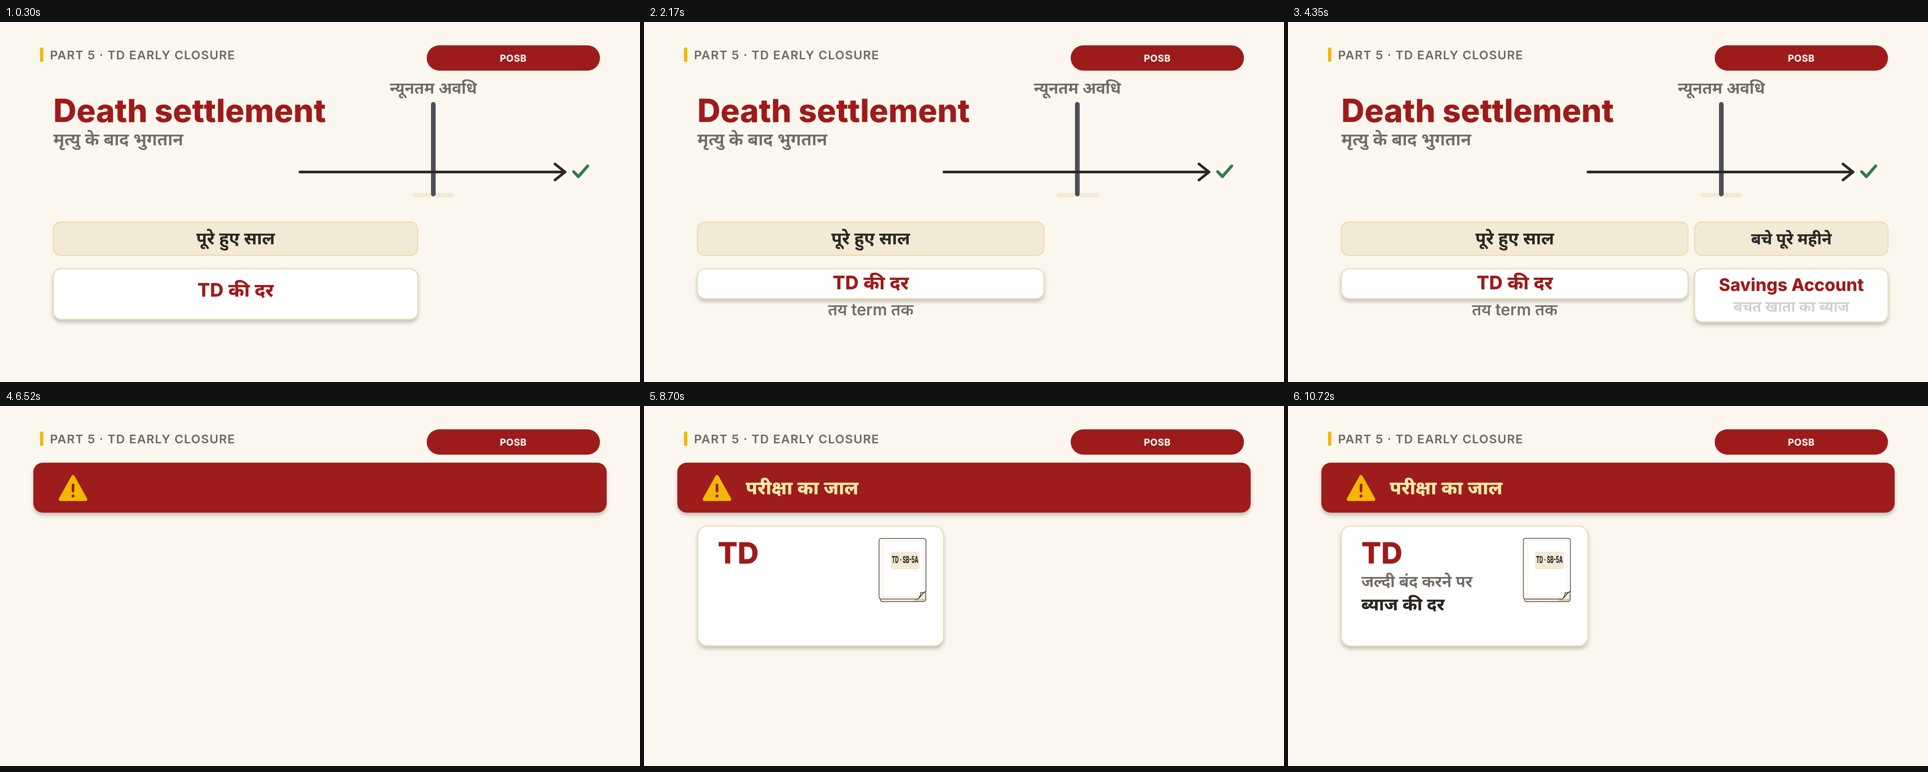 1. 0.30s
PART 5 · TD EARLY CLOSURE
POSB
न्यूनतम अवधि
Death settlement
मृत्यु के बाद भुगतान
पूरे हुए साल
TD की दर
2. 2.17s
PART 5 · TD EARLY CLOSURE
POSB
न्यूनतम अवधि
Death settlement
मृत्यु के बाद भुगतान
पूरे हुए साल
TD की दर
तय term तक
3. 4.35s
PART 5 · TD EARLY CLOSURE
POSB
न्यूनतम अवधि
Death settlement
मृत्यु के बाद भुगतान
पूरे हुए साल
बचे पूरे महीने
TD की दर
Savings Account
तय term तक
बचत खाता का ब्याज
4. 6.52s
PART 5 · TD EARLY CLOSURE
POSB
5. 8.70s
PART 5 · TD EARLY CLOSURE
POSB
परीक्षा का जाल
TD
TD · SB-5A
6. 10.72s
PART 5 · TD EARLY CLOSURE
POSB
परीक्षा का जाल
TD
TD · SB-5A
जल्दी बंद करने पर
ब्याज की दर